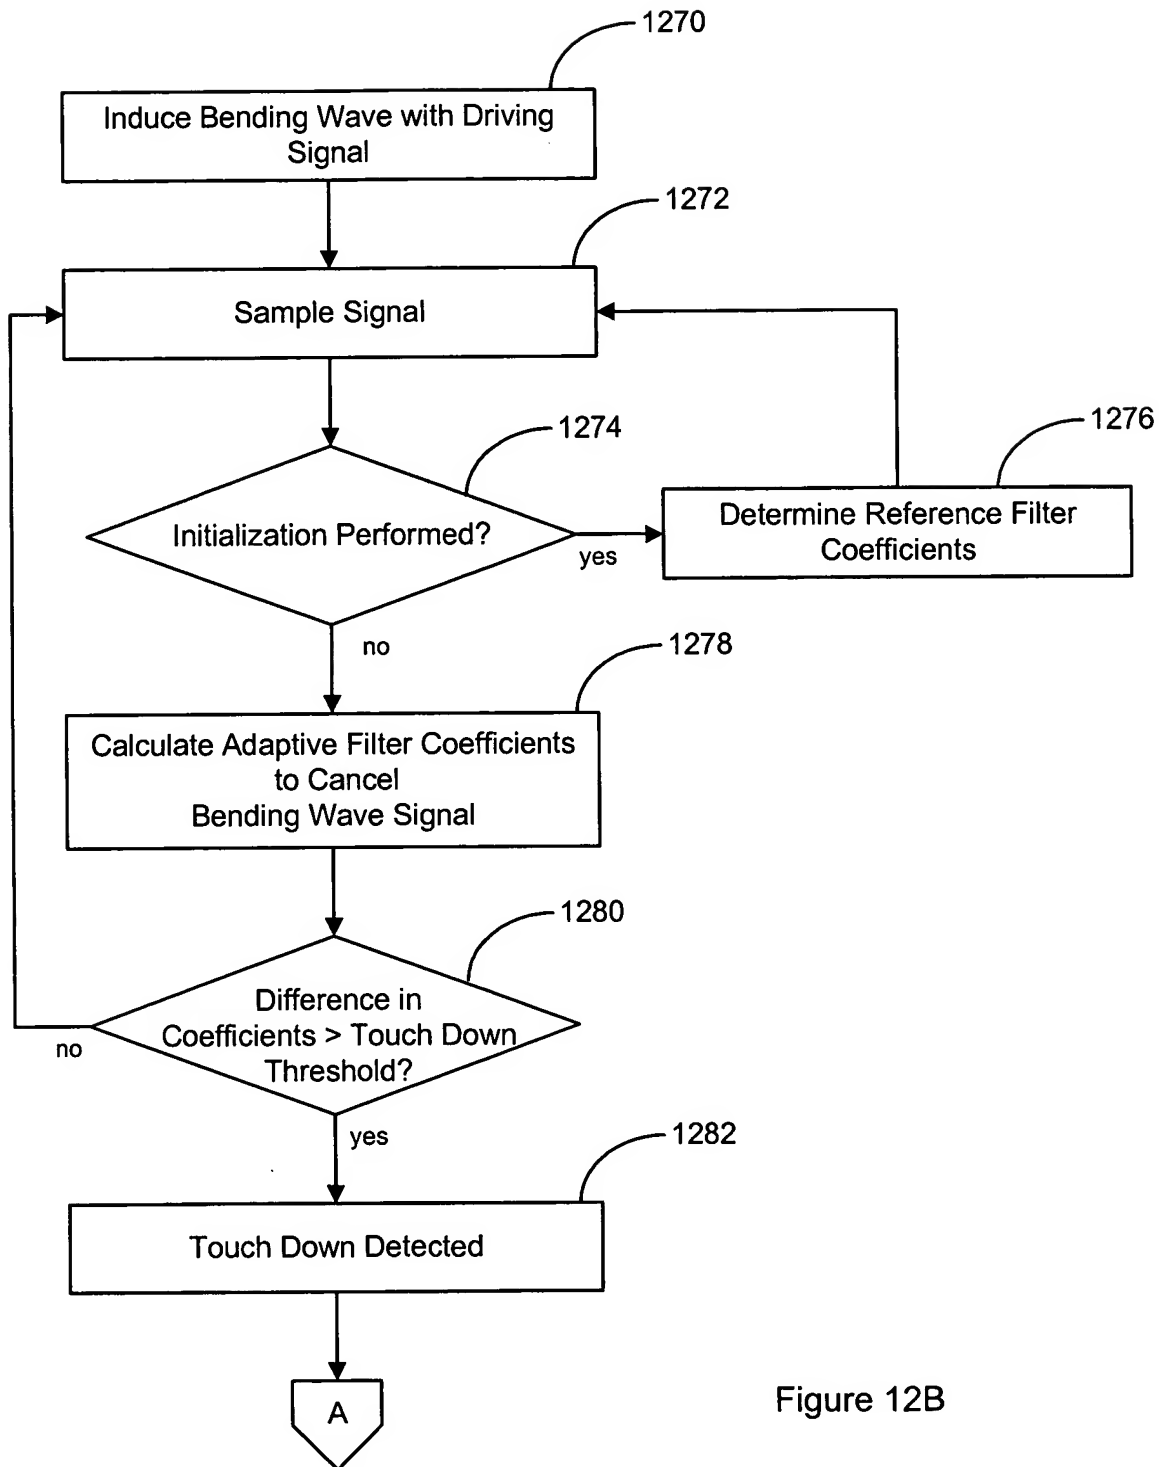 1270
Induce Bending Wave with Driving
Signal
1272
Sample Signal
1274
Initialization Performed?
yes
1276
Determine Reference Filter
Coefficients
no
1278
Calculate Adaptive Filter Coefficients
to Cancel
Bending Wave Signal
1280
Difference in
Coefficients > Touch Down
Threshold?
no
yes
1282
Touch Down Detected
A
Figure 12B